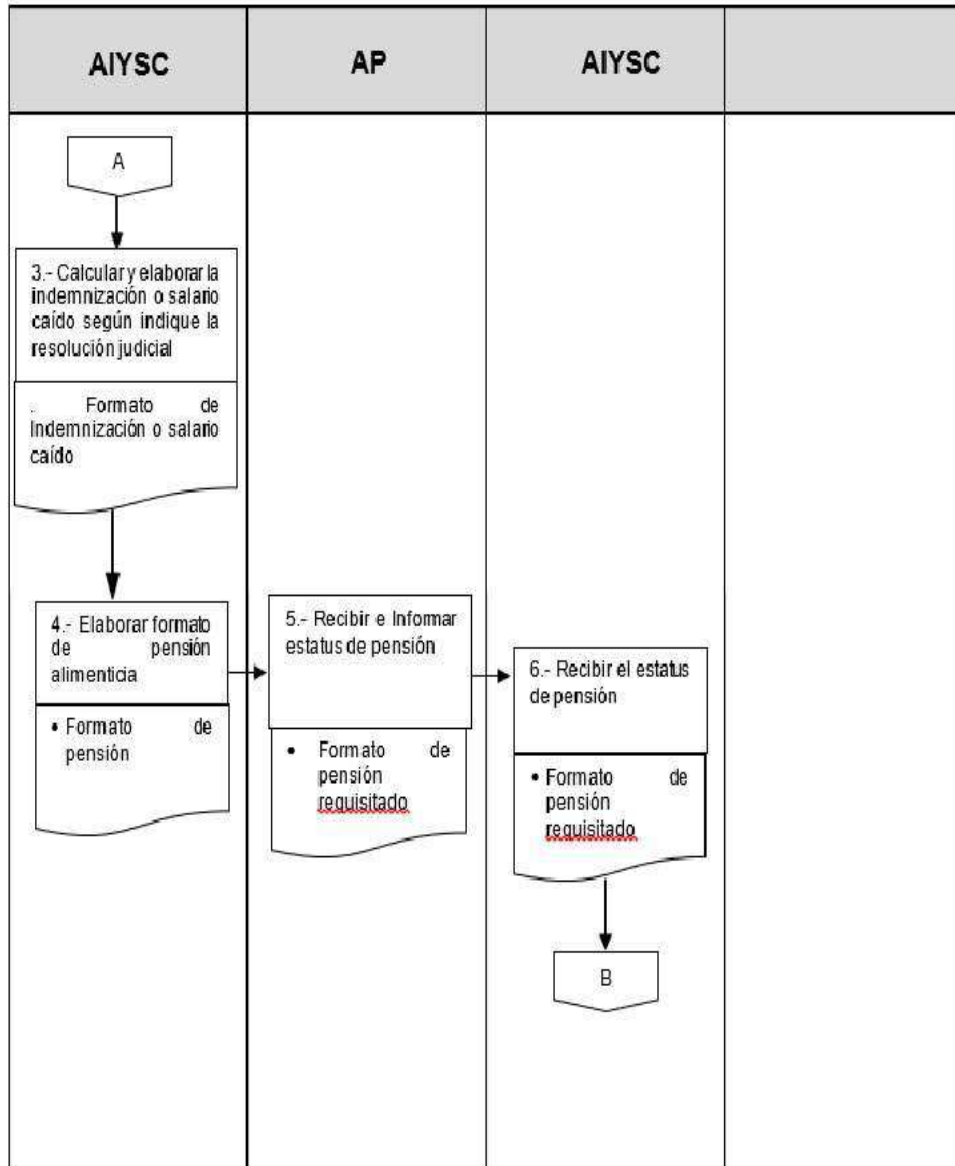 AIYSC
AP
AIYSC
A
3.- Calcular y elaborar la
indemnización o salario
caído según indique la
resolución judicial
. Formato de
Indemnización o salario
caído
4.- Elaborar formato
de pensión
alimenticia
• Formato de
pensión
5.- Recibir e Informar
estatus de pensión
• Formato de
pensión
requisitado
6.- Recibir el estatus
de pensión
• Formato de
pensión
requisitado
B